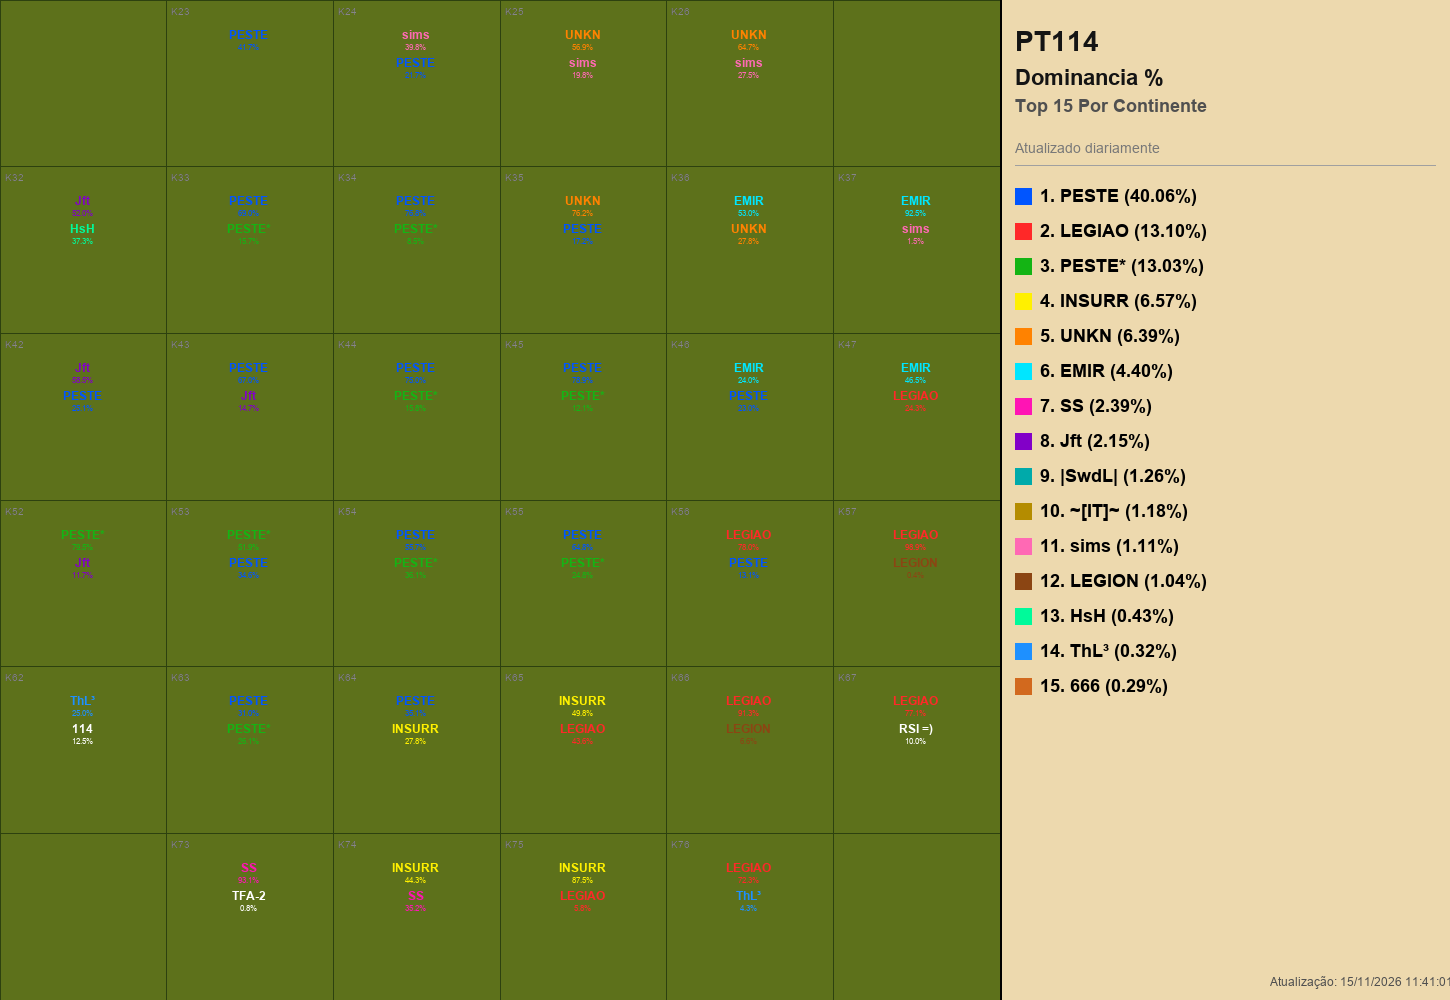 K23
PESTE
K24
sims
39.8%
PESTE
21.7%
K25
UNKN
56.9%
sims
19.8%
K26
UNKN
64.7%
sims
27.5%
K32
Jft
52.0%
HsH
37.3%
K33
PESTE
PESTE*
K34
PESTE
PESTE*
K35
UNKN
76.2%
PESTE
K36
EMIR
53.0%
UNKN
27.8%
K37
EMIR
92.5%
sims
1.5%
K42
Jft
PESTE
K43
PESTE
Jft
14.7%
K44
PESTE
PESTE*
K45
PESTE
PESTE*
K46
EMIR
24.0%
PESTE
K47
EMIR
46.5%
LEGIAO
K52
PESTE*
Jft
11.7%
K53
PESTE*
PESTE
K54
PESTE
PESTE*
K55
PESTE
PESTE*
K56
LEGIAO
PESTE
K57
LEGIAO
LEGION
K62
ThL³
114
12.5%
K63
PESTE
PESTE*
K64
PESTE
INSURR
27.8%
K65
INSURR
49.8%
LEGIAO
K66
LEGIAO
LEGION
K67
LEGIAO
RSI =)
10.0%
K73
SS
TFA-2
0.8%
K74
INSURR
44.3%
SS
K75
INSURR
87.5%
LEGIAO
K76
LEGIAO
ThL³
PT114
Dominancia %
Top 15 Por Continente
Atualizado diariamente
1. PESTE (40.06%)
2. LEGIAO (13.10%)
3. PESTE* (13.03%)
4. INSURR (6.57%)
5. UNKN (6.39%)
6. EMIR (4.40%)
7. SS (2.39%)
8. Jft (2.15%)
9. |SwdL| (1.26%)
10. ~[IT]~ (1.18%)
11. sims (1.11%)
12. LEGION (1.04%)
13. HsH (0.43%)
14. ThL³ (0.32%)
15. 666 (0.29%)
Atualização: 15/11/2026 11:41:01